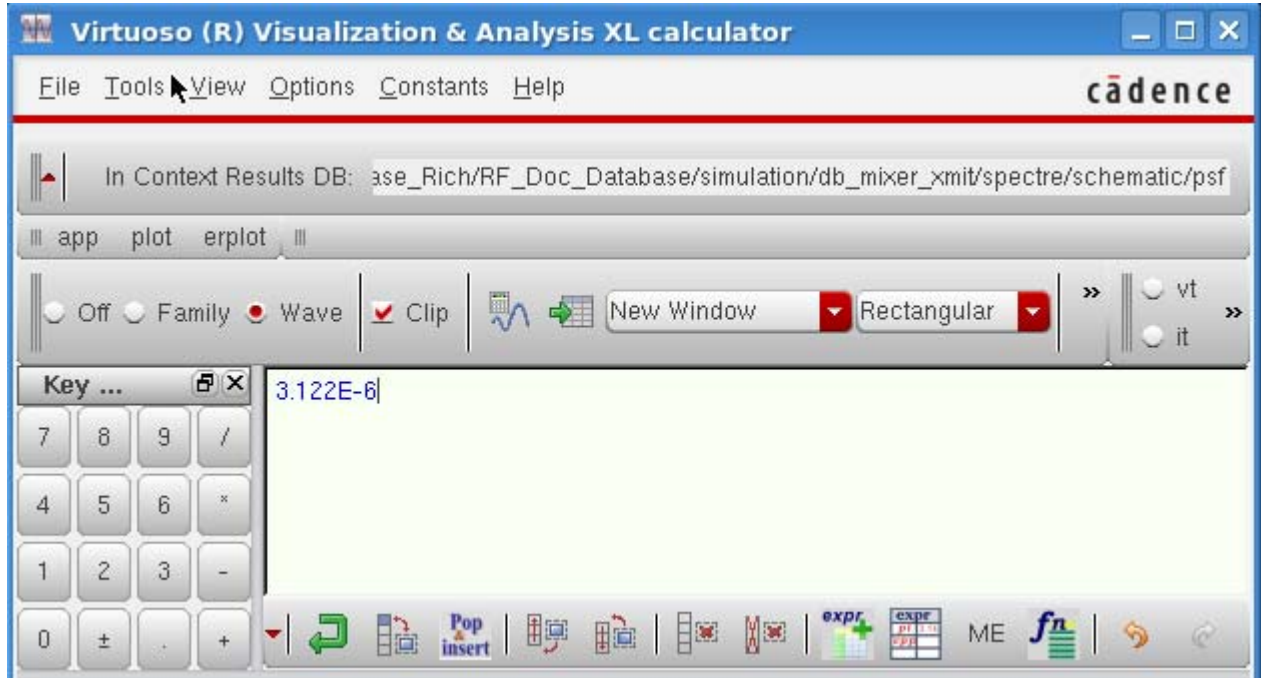 Virtuoso (R) Visualization & Analysis XL calculator
File Tools View Options Constants Help
cādence
In Context Results DB: ase_Rich/RF_Doc_Database/simulation/db_mixer_xmit/spectre/schematic/psf
app plot erplot
Off Family Wave Clip New Window Rectangular » vt »
it
Key ...
3.122E-6
7 8 9 /
4 5 6 *
1 2 3 -
0 ± . +
Pop & insert
expr
expr
ME
fn